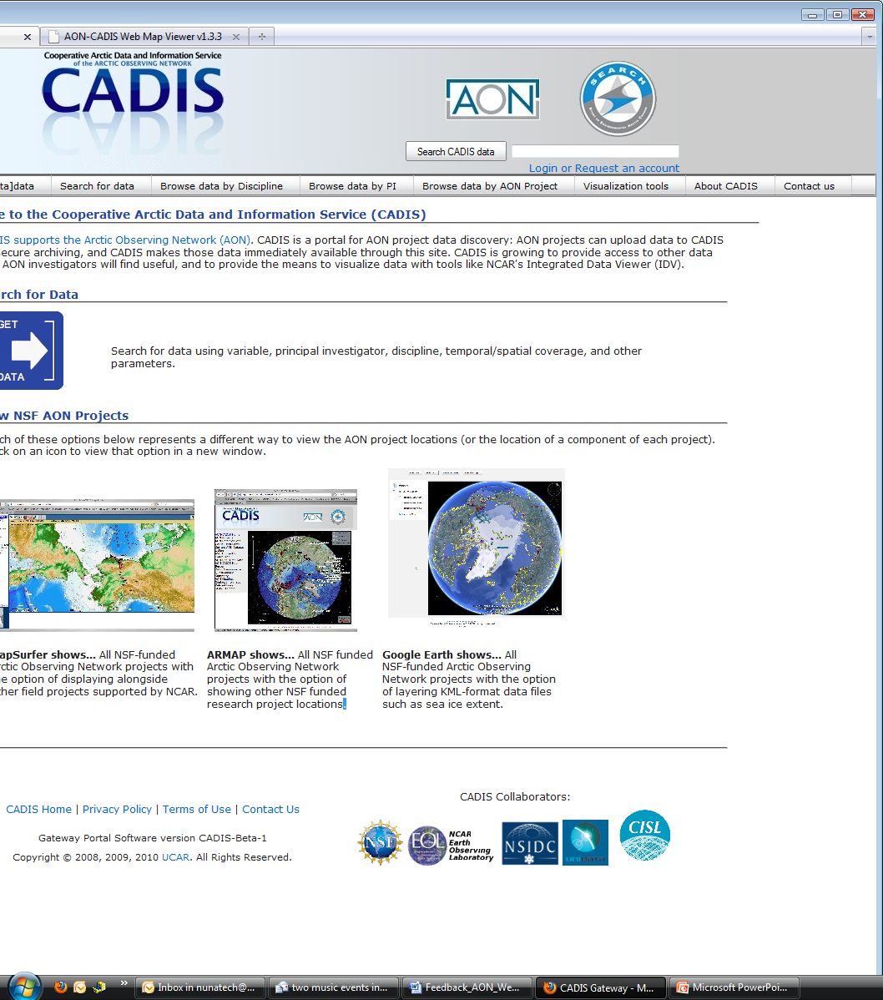 AON-CADIS Web Map Viewer v1.3.3
Cooperative Arctic Data and Information Service
of the ARCTIC OBSERVING NETWORK
CADIS
AON
SEARCH
Search CADIS data
Login or Request an account
ta]data
Search for data
Browse data by Discipline
Browse data by PI
Browse data by AON Project
Visualization tools
About CADIS
Contact us
e to the Cooperative Arctic Data and Information Service (CADIS)
IS supports the Arctic Observing Network (AON). CADIS is a portal for AON project data discovery: AON projects can upload data to CADIS
ecure archiving, and CADIS makes those data immediately available through this site. CADIS is growing to provide access to other data
AON investigators will find useful, and to provide the means to visualize data with tools like NCAR's Integrated Data Viewer (IDV).
rch for Data
GET
DATA
Search for data using variable, principal investigator, discipline, temporal/spatial coverage, and other
parameters.
w NSF AON Projects
ch of these options below represents a different way to view the AON project locations (or the location of a component of each project).
ck on an icon to view that option in a new window.
CADIS
AON
apSurfer shows... All NSF-funded
rctic Observing Network projects with
e option of displaying alongside
her field projects supported by NCAR.
ARMAP shows... All NSF funded
Arctic Observing Network
projects with the option of
showing other NSF funded
research project locations.
Google Earth shows... All
NSF-funded Arctic Observing
Network projects with the option
of layering KML-format data files
such as sea ice extent.
CADIS Home | Privacy Policy | Terms of Use | Contact Us
Gateway Portal Software version CADIS-Beta-1
Copyright © 2008, 2009, 2010 UCAR. All Rights Reserved.
CADIS Collaborators:
NSF
EOL
NCAR
Earth
Observing
Laboratory
NSIDC
unidata
CISL
Inbox in nunatech@...
two music events in...
Feedback_AON_We...
CADIS Gateway - M...
Microsoft PowerPoi...